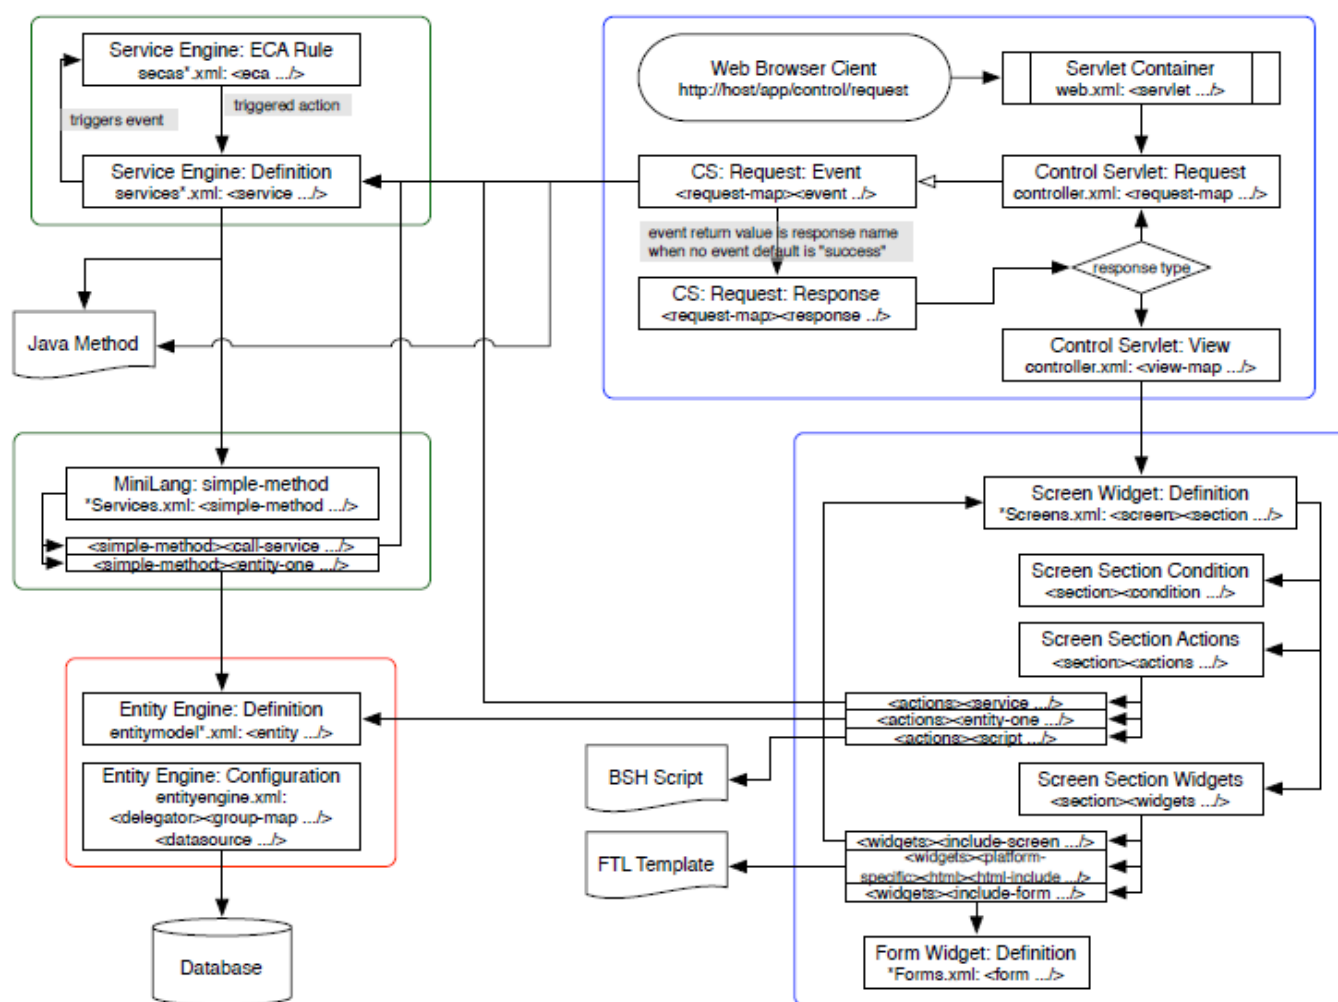 Service Engine: ECA Rule
secas*.xml: <eca .../>
triggered action
triggers event
Service Engine: Definition
services*.xml: <service .../>
Java Method
MiniLang: simple-method
*Services.xml: <simple-method .../>
<simple-method><call-service .../>
<simple-method><entity-one .../>
Entity Engine: Definition
entitymodel*.xml: <entity .../>
Entity Engine: Configuration
entityengine.xml:
<delegator><group-map .../>
<datasource .../>
Database
Web Browser Cient
http://host/app/control/request
Servlet Container
web.xml: <servlet .../>
CS: Request: Event
<request-map><event ../>
Control Servlet: Request
controller.xml: <request-map .../>
event return value is response name
when no event default is "success"
response type
CS: Request: Response
<request-map><response .../>
Control Servlet: View
controller.xml: <view-map .../>
Screen Widget: Definition
*Screens.xml: <screen><section .../>
Screen Section Condition
<section><condition .../>
Screen Section Actions
<section><actions .../>
<actions><service .../>
<actions><entity-one .../>
<actions><script .../>
BSH Script
Screen Section Widgets
<section><widgets .../>
<widgets><include-screen .../>
<widgets><platform-
specific><html><html-include .../>
<widgets><include-form .../>
FTL Template
Form Widget: Definition
*Forms.xml: <form .../>